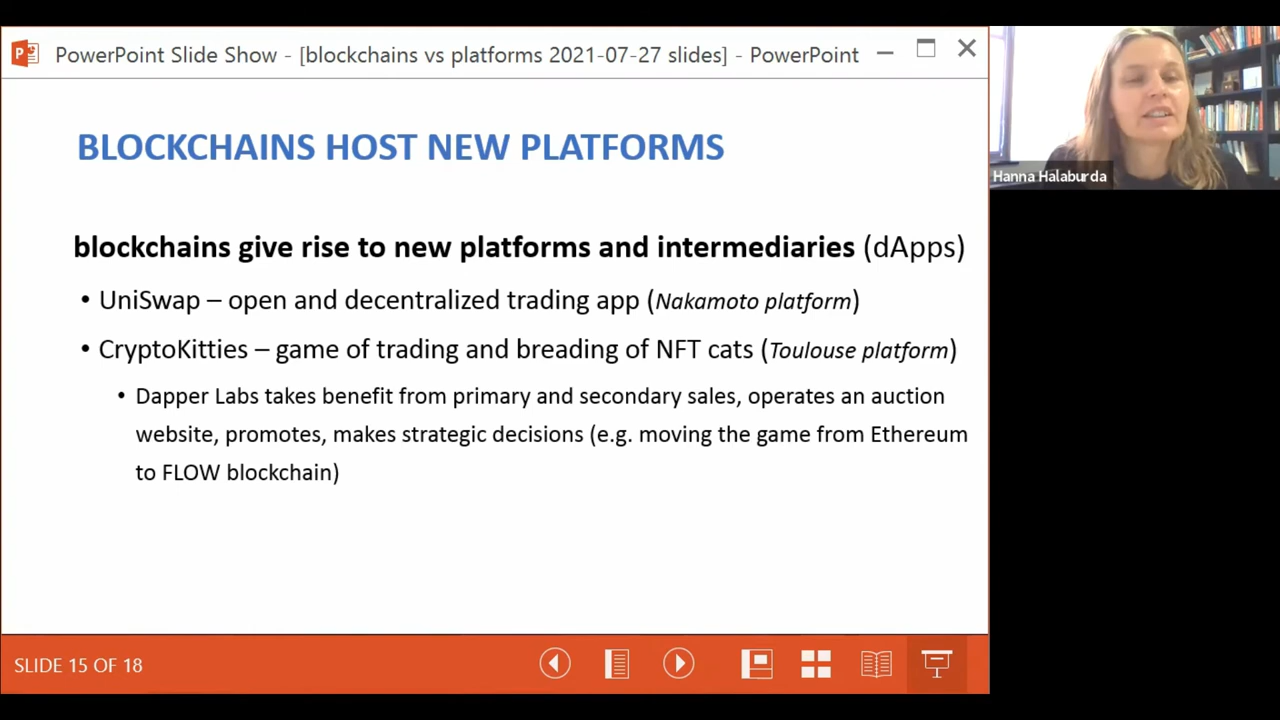 PowerPoint Slide Show - [blockchains vs platforms 2021-07-27 slides] - PowerPoint
Hanna Halaburda
BLOCKCHAINS HOST NEW PLATFORMS
blockchains give rise to new platforms and intermediaries (dApps)
• UniSwap – open and decentralized trading app (Nakamoto platform)
• CryptoKitties – game of trading and breading of NFT cats (Toulouse platform)
• Dapper Labs takes benefit from primary and secondary sales, operates an auction
website, promotes, makes strategic decisions (e.g. moving the game from Ethereum
to FLOW blockchain)
SLIDE 15 OF 18